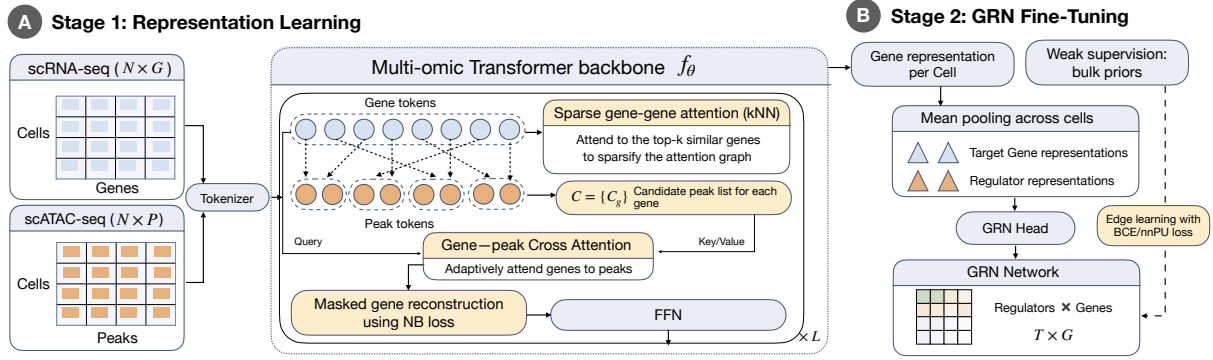 A Stage 1: Representation Learning
scRNA-seq (N × G)
Cells
Genes
scATAC-seq (N × P)
Cells
Peaks
Tokenizer
Multi-omic Transformer backbone fθ
Gene tokens
Sparse gene-gene attention (kNN)
Attend to the top-k similar genes
to sparsify the attention graph
C = {Cg} Candidate peak list for each
gene
Peak tokens
Query
Key/Value
Gene—peak Cross Attention
Adaptively attend genes to peaks
Masked gene reconstruction
using NB loss
FFN
× L
B Stage 2: GRN Fine-Tuning
Gene representation
per Cell
Weak supervision:
bulk priors
Mean pooling across cells
Target Gene representations
Regulator representations
GRN Head
Edge learning with
BCE/nnPU loss
GRN Network
Regulators × Genes
T × G